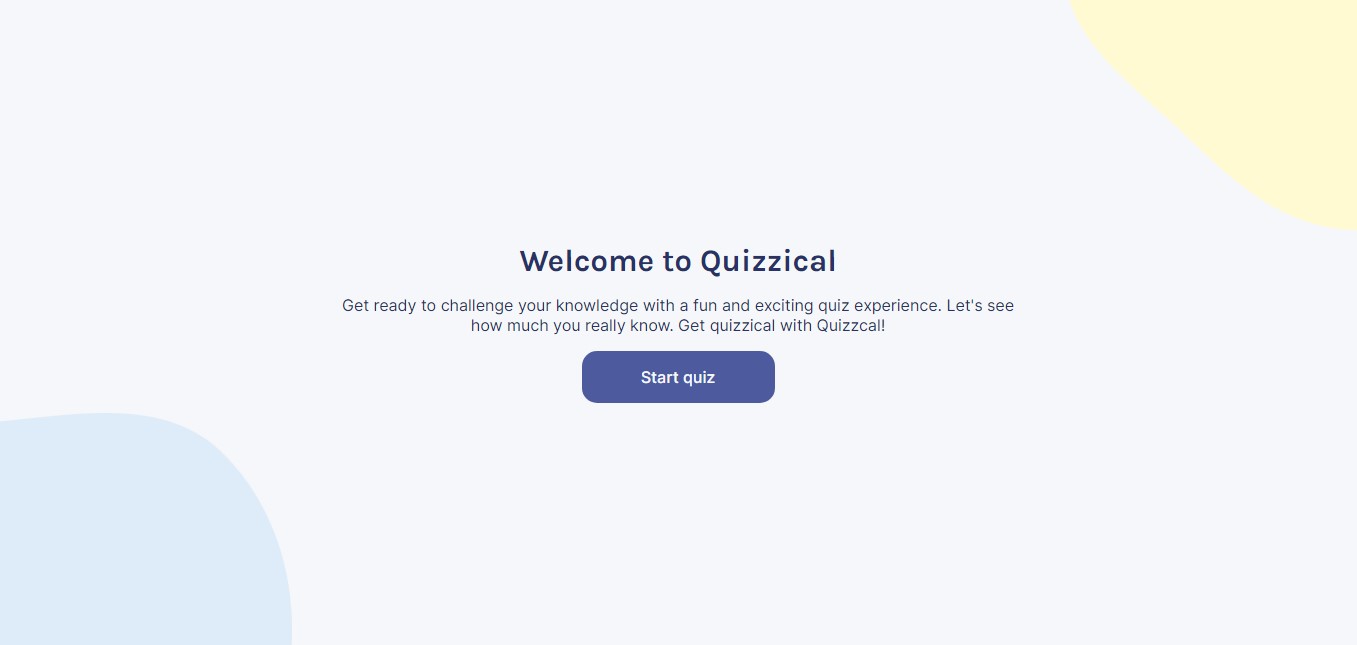 Welcome to Quizzical
Get ready to challenge your knowledge with a fun and exciting quiz experience. Let's see
how much you really know. Get quizzical with Quizzcal!
Start quiz